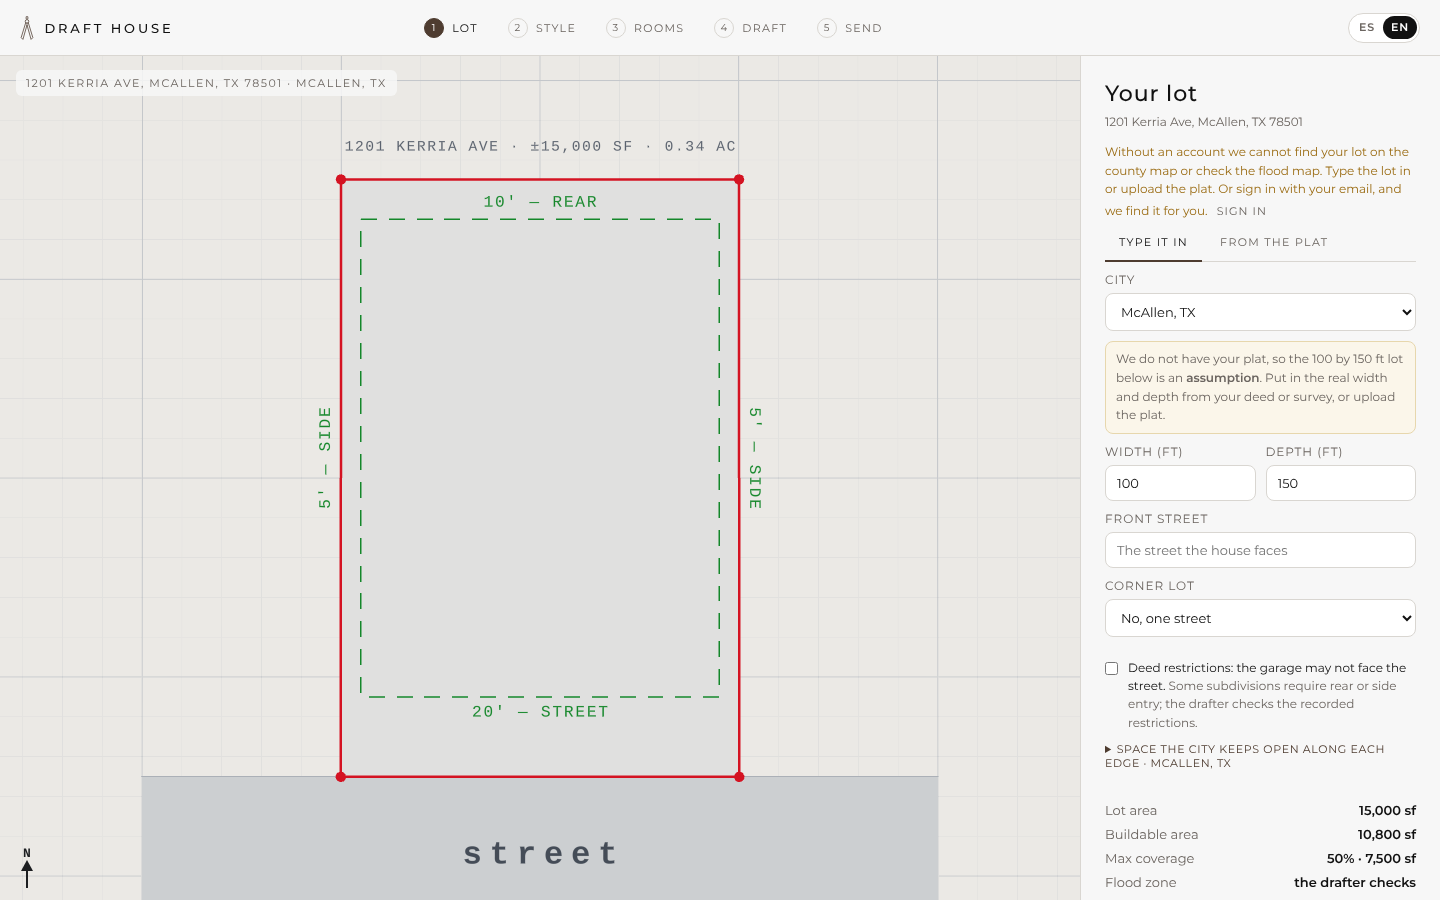 DRAFT HOUSE
1 LOT
2 STYLE
3 ROOMS
4 DRAFT
5 SEND
ES EN
1201 KERRIA AVE, MCALLEN, TX 78501 · MCALLEN, TX
1201 KERRIA AVE · ±15,000 SF · 0.34 AC
10' — REAR
5' — SIDE
5' — SIDE
20' — STREET
street
N
Your lot
1201 Kerria Ave, McAllen, TX 78501
Without an account we cannot find your lot on the
county map or check the flood map. Type the lot in
or upload the plat. Or sign in with your email, and
we find it for you. SIGN IN
TYPE IT IN FROM THE PLAT
CITY
McAllen, TX
We do not have your plat, so the 100 by 150 ft lot
below is an assumption. Put in the real width
and depth from your deed or survey, or upload
the plat.
WIDTH (FT) DEPTH (FT)
100 150
FRONT STREET
The street the house faces
CORNER LOT
No, one street
Deed restrictions: the garage may not face the
street. Some subdivisions require rear or side
entry; the drafter checks the recorded
restrictions.
SPACE THE CITY KEEPS OPEN ALONG EACH
EDGE · MCALLEN, TX
Lot area 15,000 sf
Buildable area 10,800 sf
Max coverage 50% · 7,500 sf
Flood zone the drafter checks